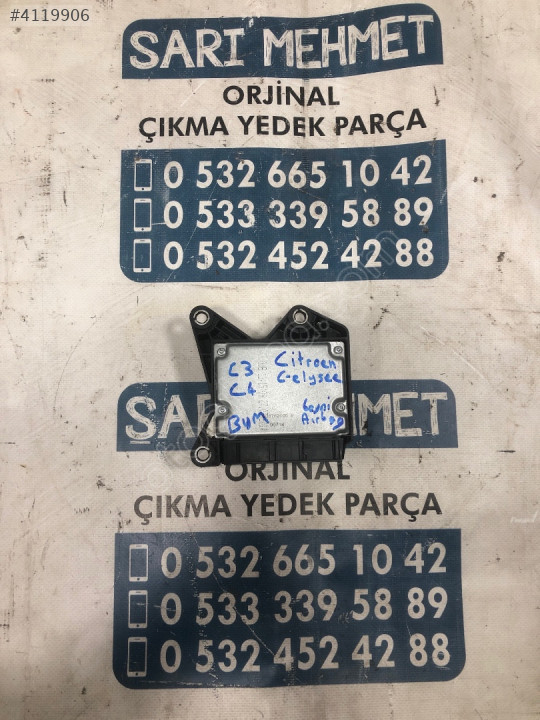 #4119906
SARI MEHMET
ORJİNAL
ÇIKMA YEDEK PARÇA
0 532 665 10 42
0 533 339 58 89
0 532 452 42 88
C3 Citroen
C4 C-elysee
BVM Airbag
SARI MEHMET
ORJİNAL
ÇIKMA YEDEK PARÇA
0 532 665 10 42
0 533 339 58 89
0 532 452 42 88